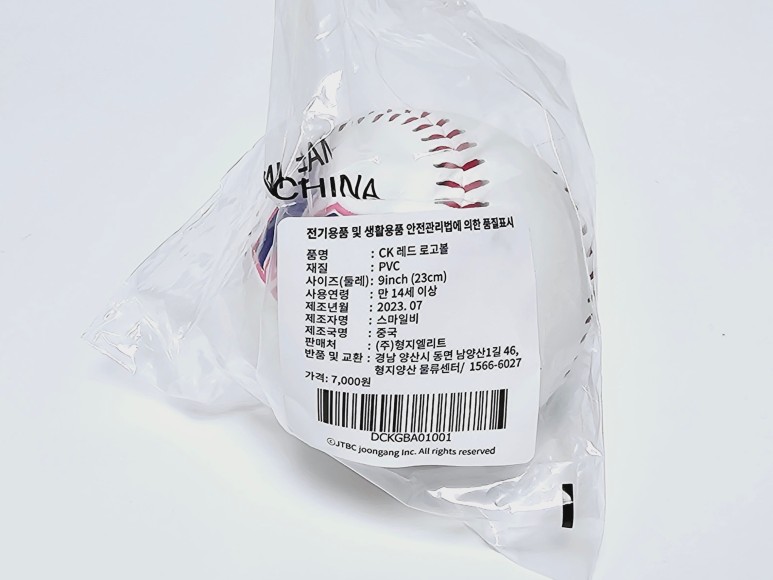 CHINA
전기용품 및 생활용품 안전관리법에 의한 품질표시
품명 : CK 레드 로고볼
재질 : PVC
사이즈(둘레) : 9inch (23cm)
사용연령 : 만 14세 이상
제조년월 : 2023. 07
제조자명 : 스마일비
제조국명 : 중국
판매처 : (주)형지엘리트
반품 및 교환 : 경남 양산시 동면 남양산1길 46,
형지양산 물류센터/ 1566-6027
가격: 7,000원
DCKGBA01001
ⓒJTBC joongang Inc. All rights reserved